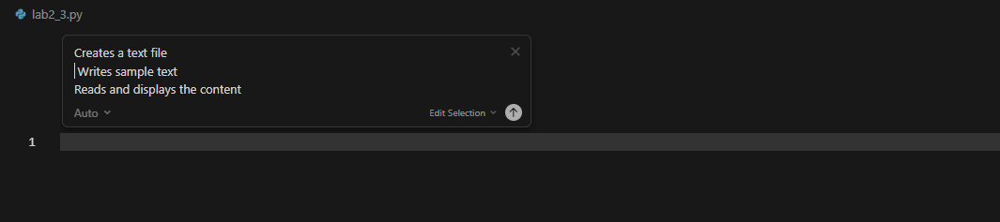 lab2_3.py
Creates a text file
Writes sample text
Reads and displays the content
Auto
Edit Selection
1